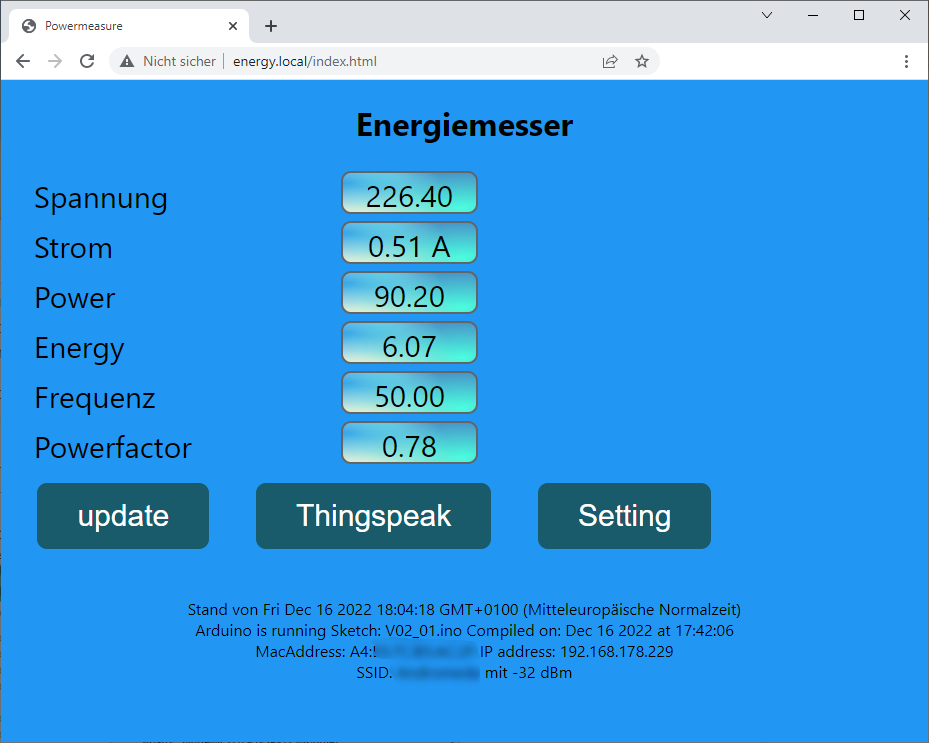 Powermeasure
Nicht sicher energy.local/index.html
Energiemesser
Spannung 226.40
Strom 0.51 A
Power 90.20
Energy 6.07
Frequenz 50.00
Powerfactor 0.78
update Thingspeak Setting
Stand von Fri Dec 16 2022 18:04:18 GMT+0100 (Mitteleuropäische Normalzeit)
Arduino is running Sketch: V02_01.ino Compiled on: Dec 16 2022 at 17:42:06
MacAddress: A4: IP address: 192.168.178.229
SSID: mit -32 dBm